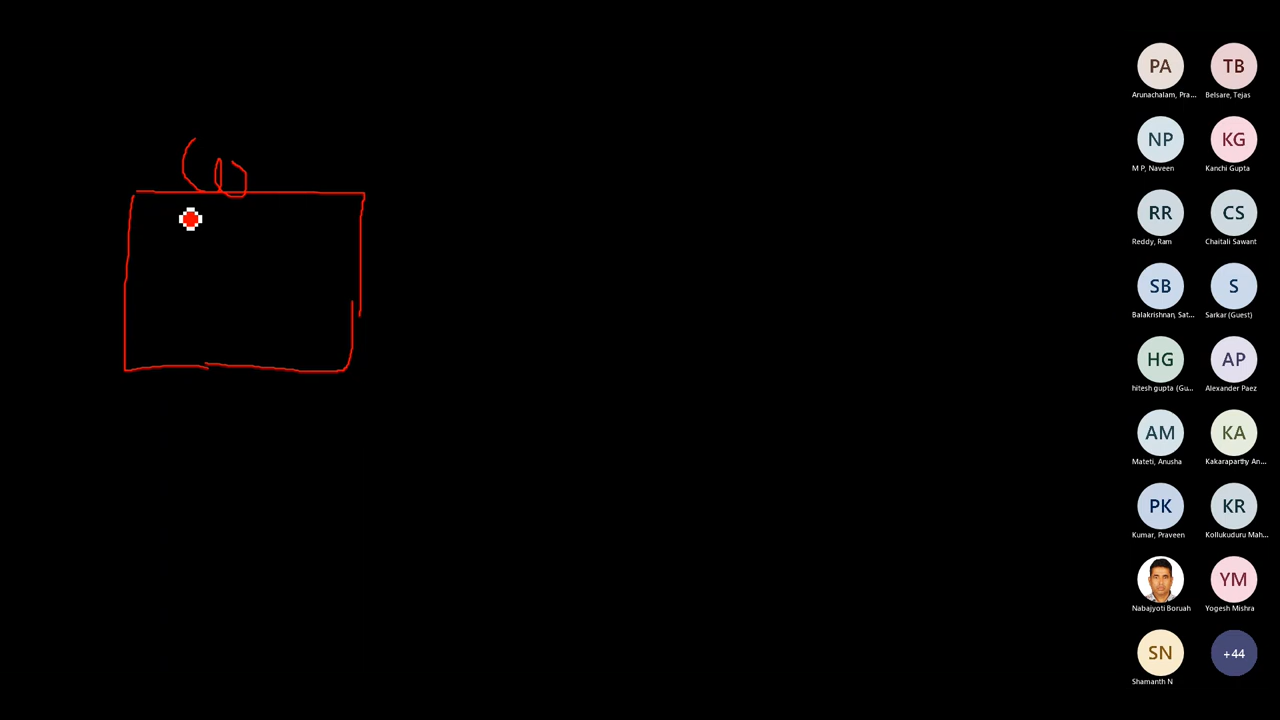 PA TB
Arunachalam, Pra... Belsare, Tejas
NP KG
M P, Naveen Kanchi Gupta
RR CS
Reddy, Ram Chaitali Sawant
SB S
Balakrishnan, Sat... Sarkar (Guest)
HG AP
hitesh gupta (Gu... Alexander Paez
AM KA
Mateti, Anusha Kakaraparthy An...
PK KR
Kumar, Praveen Kollukuduru Mah...
YM
Nabajyoti Boruah Yogesh Mishra
SN +44
Shamanth N